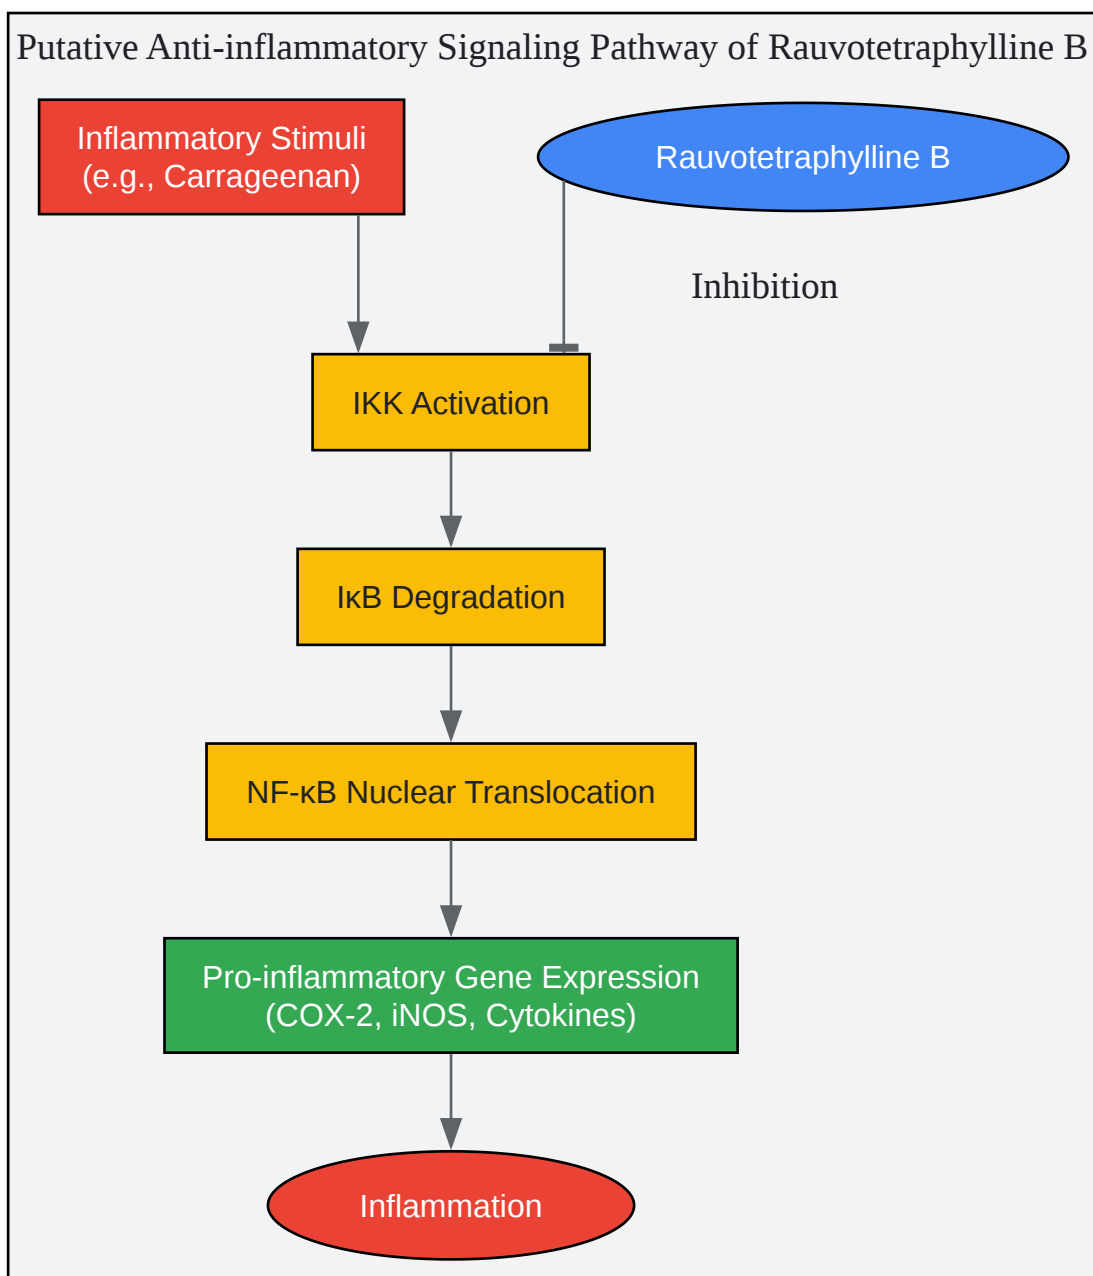 Putative Anti-inflammatory Signaling Pathway of Rauvotetraphylline B
Inflammatory Stimuli
(e.g., Carrageenan)
Rauvotetraphylline B
Inhibition
IKK Activation
IκB Degradation
NF-κB Nuclear Translocation
Pro-inflammatory Gene Expression
(COX-2, iNOS, Cytokines)
Inflammation